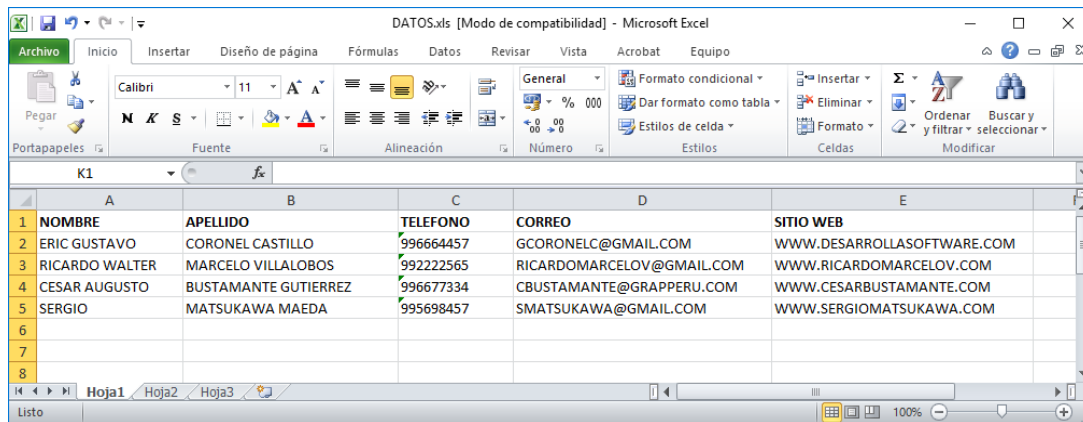 DATOS.xls [Modo de compatibilidad] - Microsoft Excel
Archivo Inicio Insertar Diseño de página Fórmulas Datos Revisar Vista Acrobat Equipo
Pegar
Portapapeles
Calibri 11 A A
N K S A
Fuente
Alineación
General
% 000
Número
Formato condicional
Dar formato como tabla
Estilos de celda
Estilos
Insertar
Eliminar
Formato
Celdas
Σ
Ordenar y filtrar
Buscar y seleccionar
Modificar
K1 fx
A B C D E
1 NOMBRE APELLIDO TELEFONO CORREO SITIO WEB
2 ERIC GUSTAVO CORONEL CASTILLO 996664457 GCORONELC@GMAIL.COM WWW.DESARROLLASOFTWARE.COM
3 RICARDO WALTER MARCELO VILLALOBOS 992222565 RICARDOMARCELOV@GMAIL.COM WWW.RICARDOMARCELOV.COM
4 CESAR AUGUSTO BUSTAMANTE GUTIERREZ 996677334 CBUSTAMANTE@GRAPPERU.COM WWW.CESARBUSTAMANTE.COM
5 SERGIO MATSUKAWA MAEDA 995698457 SMATSUKAWA@GMAIL.COM WWW.SERGIOMATSUKAWA.COM
6
7
8
Hoja1 Hoja2 Hoja3
Listo 100%